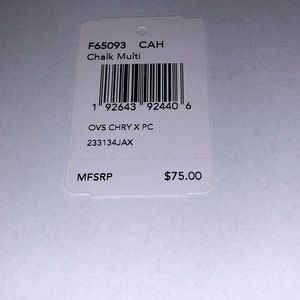 F65093 CAH
Chalk Multi
1 92643 92440 6
OVS CHRY X PC
233134JAX
MFSRP $75.00